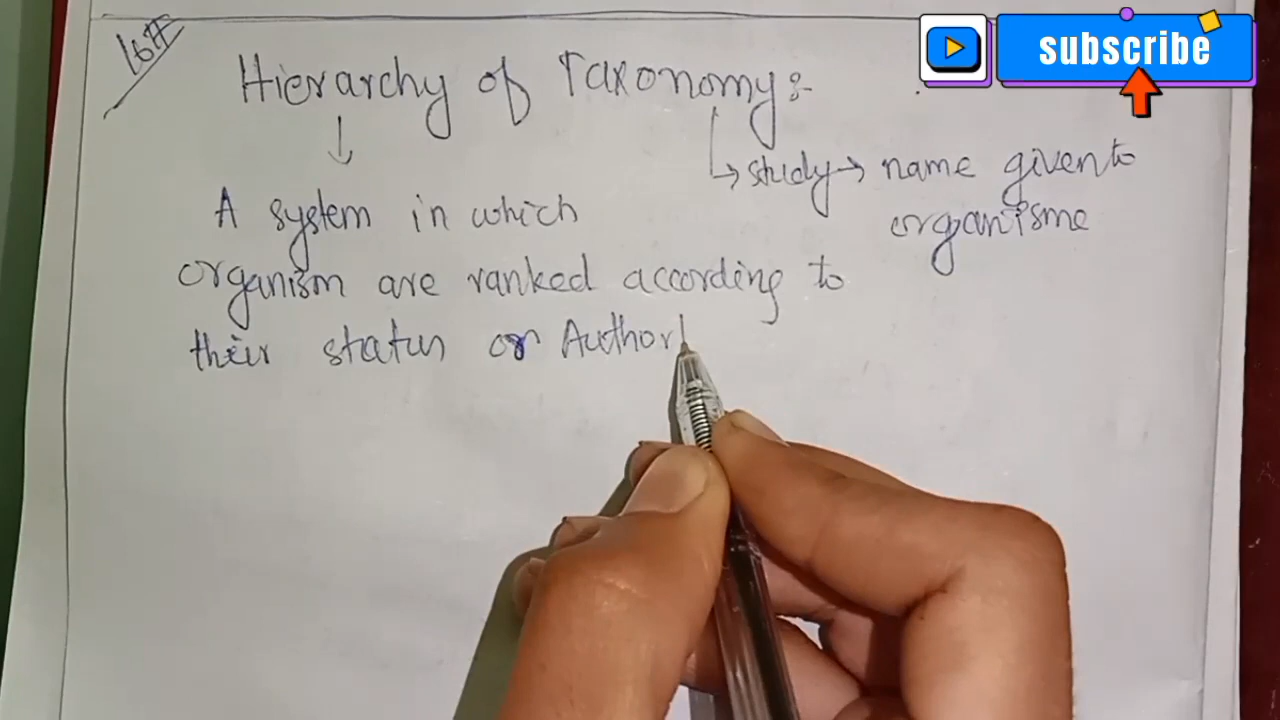 Hierarchy of Taxonomy:-
subscribe
↳ study → name given to
organisme
A system in which
organism are ranked according to
their status or Author